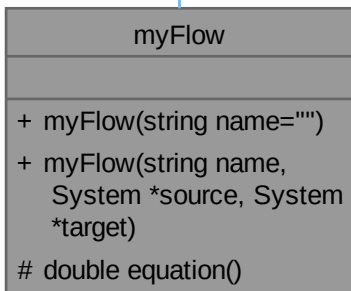 myFlow
+ myFlow(string name="")
+ myFlow(string name,
System *source, System
*target)
# double equation()